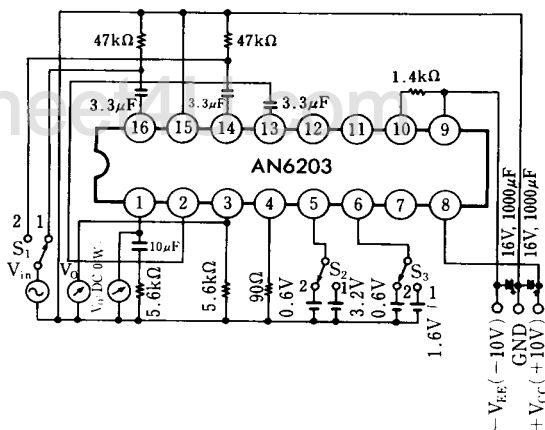 47kΩ
47kΩ
1.4kΩ
3.3μF
3.3μF
3.3μF
16
15
14
13
12
11
10
9
AN6203
1
2
3
4
5
6
7
8
2
1
S1
Vin
Vo
10μF
5.6kΩ
5.6kΩ
90Ω
S2
2
1
0.6V
3.2V
S3
2
1
0.6V
1.6V
16V, 1000μF
16V, 1000μF
−VEE(−10V)
GND
+VCC(+10V)